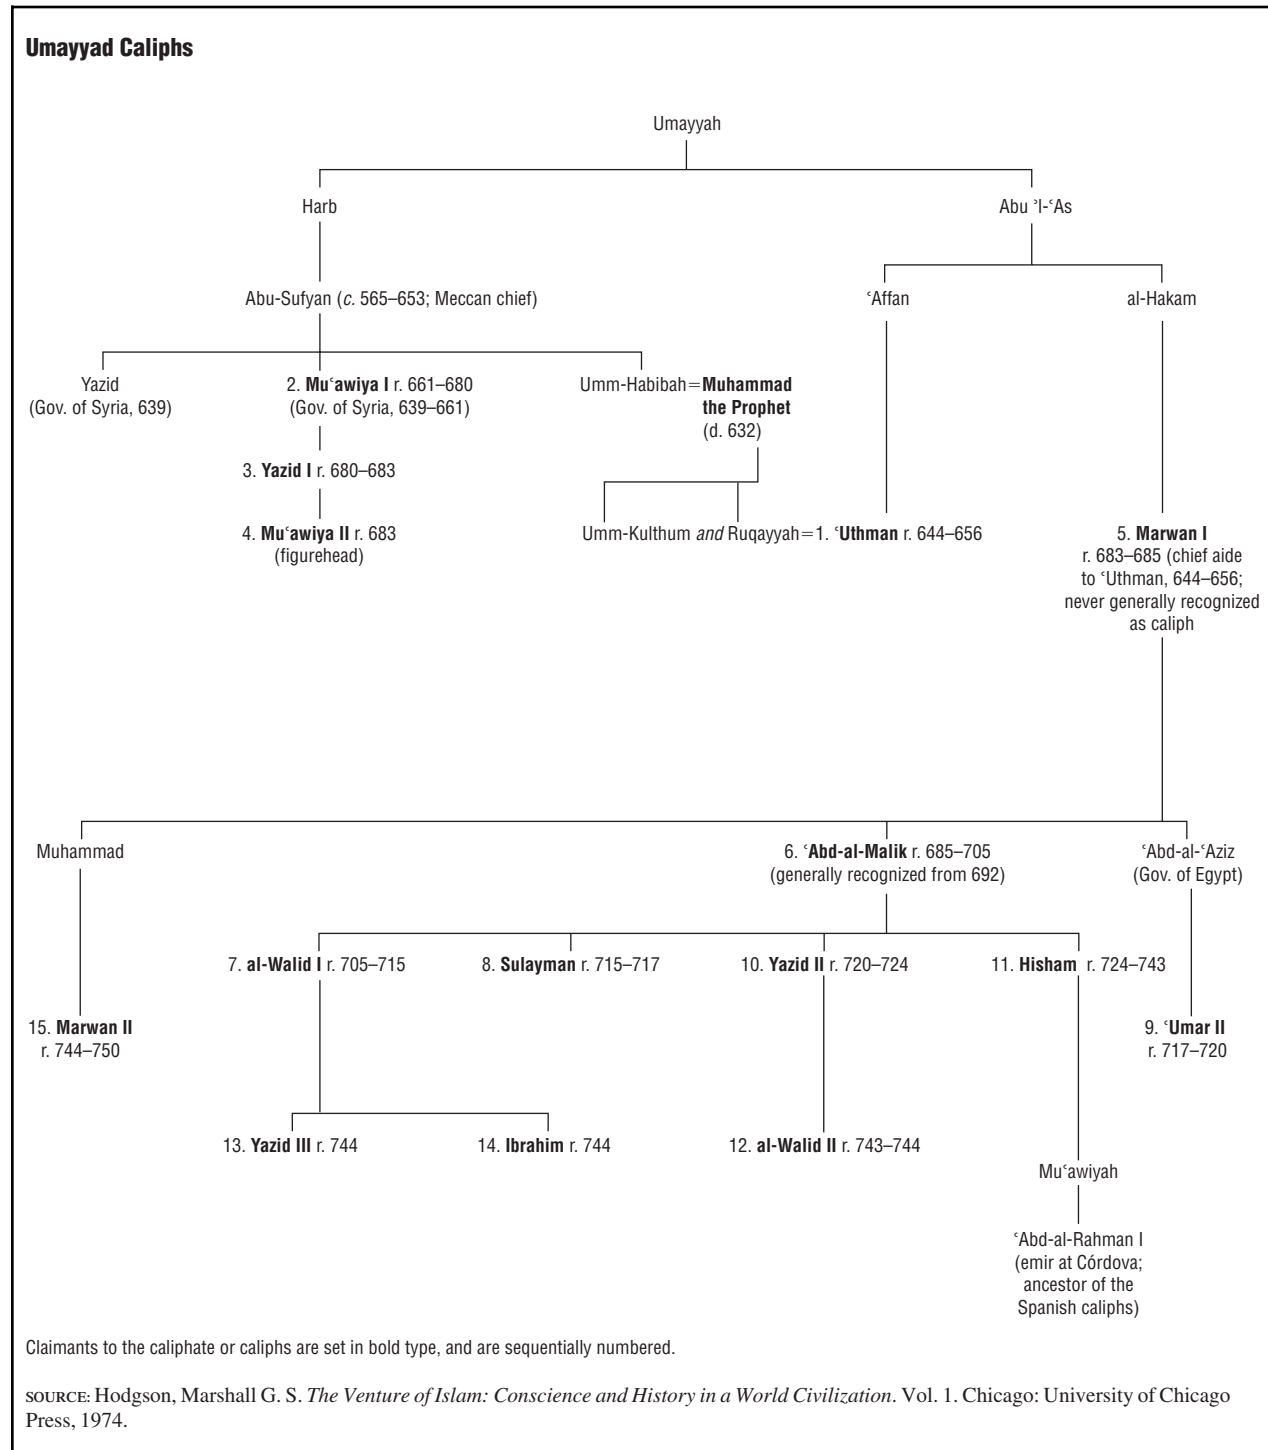 Umayyad Caliphs
Umayyah
Harb
Abu ʾl-ʿAs
Abu-Sufyan (c. 565–653; Meccan chief)
ʿAffan
al-Hakam
Yazid
(Gov. of Syria, 639)
2. Muʿawiya I r. 661–680
(Gov. of Syria, 639–661)
Umm-Habibah=Muhammad
the Prophet
(d. 632)
3. Yazid I r. 680–683
4. Muʿawiya II r. 683
(figurehead)
Umm-Kulthum and Ruqayyah=1. ʿUthman r. 644–656
5. Marwan I
r. 683–685 (chief aide
to ʿUthman, 644–656;
never generally recognized
as caliph
Muhammad
6. ʿAbd-al-Malik r. 685–705
(generally recognized from 692)
ʿAbd-al-ʿAziz
(Gov. of Egypt)
7. al-Walid I r. 705–715
8. Sulayman r. 715–717
10. Yazid II r. 720–724
11. Hisham r. 724–743
15. Marwan II
r. 744–750
9. ʿUmar II
r. 717–720
13. Yazid III r. 744
14. Ibrahim r. 744
12. al-Walid II r. 743–744
Muʿawiyah
ʿAbd-al-Rahman I
(emir at Córdova;
ancestor of the
Spanish caliphs)
Claimants to the caliphate or caliphs are set in bold type, and are sequentially numbered.
SOURCE: Hodgson, Marshall G. S. The Venture of Islam: Conscience and History in a World Civilization. Vol. 1. Chicago: University of Chicago
Press, 1974.